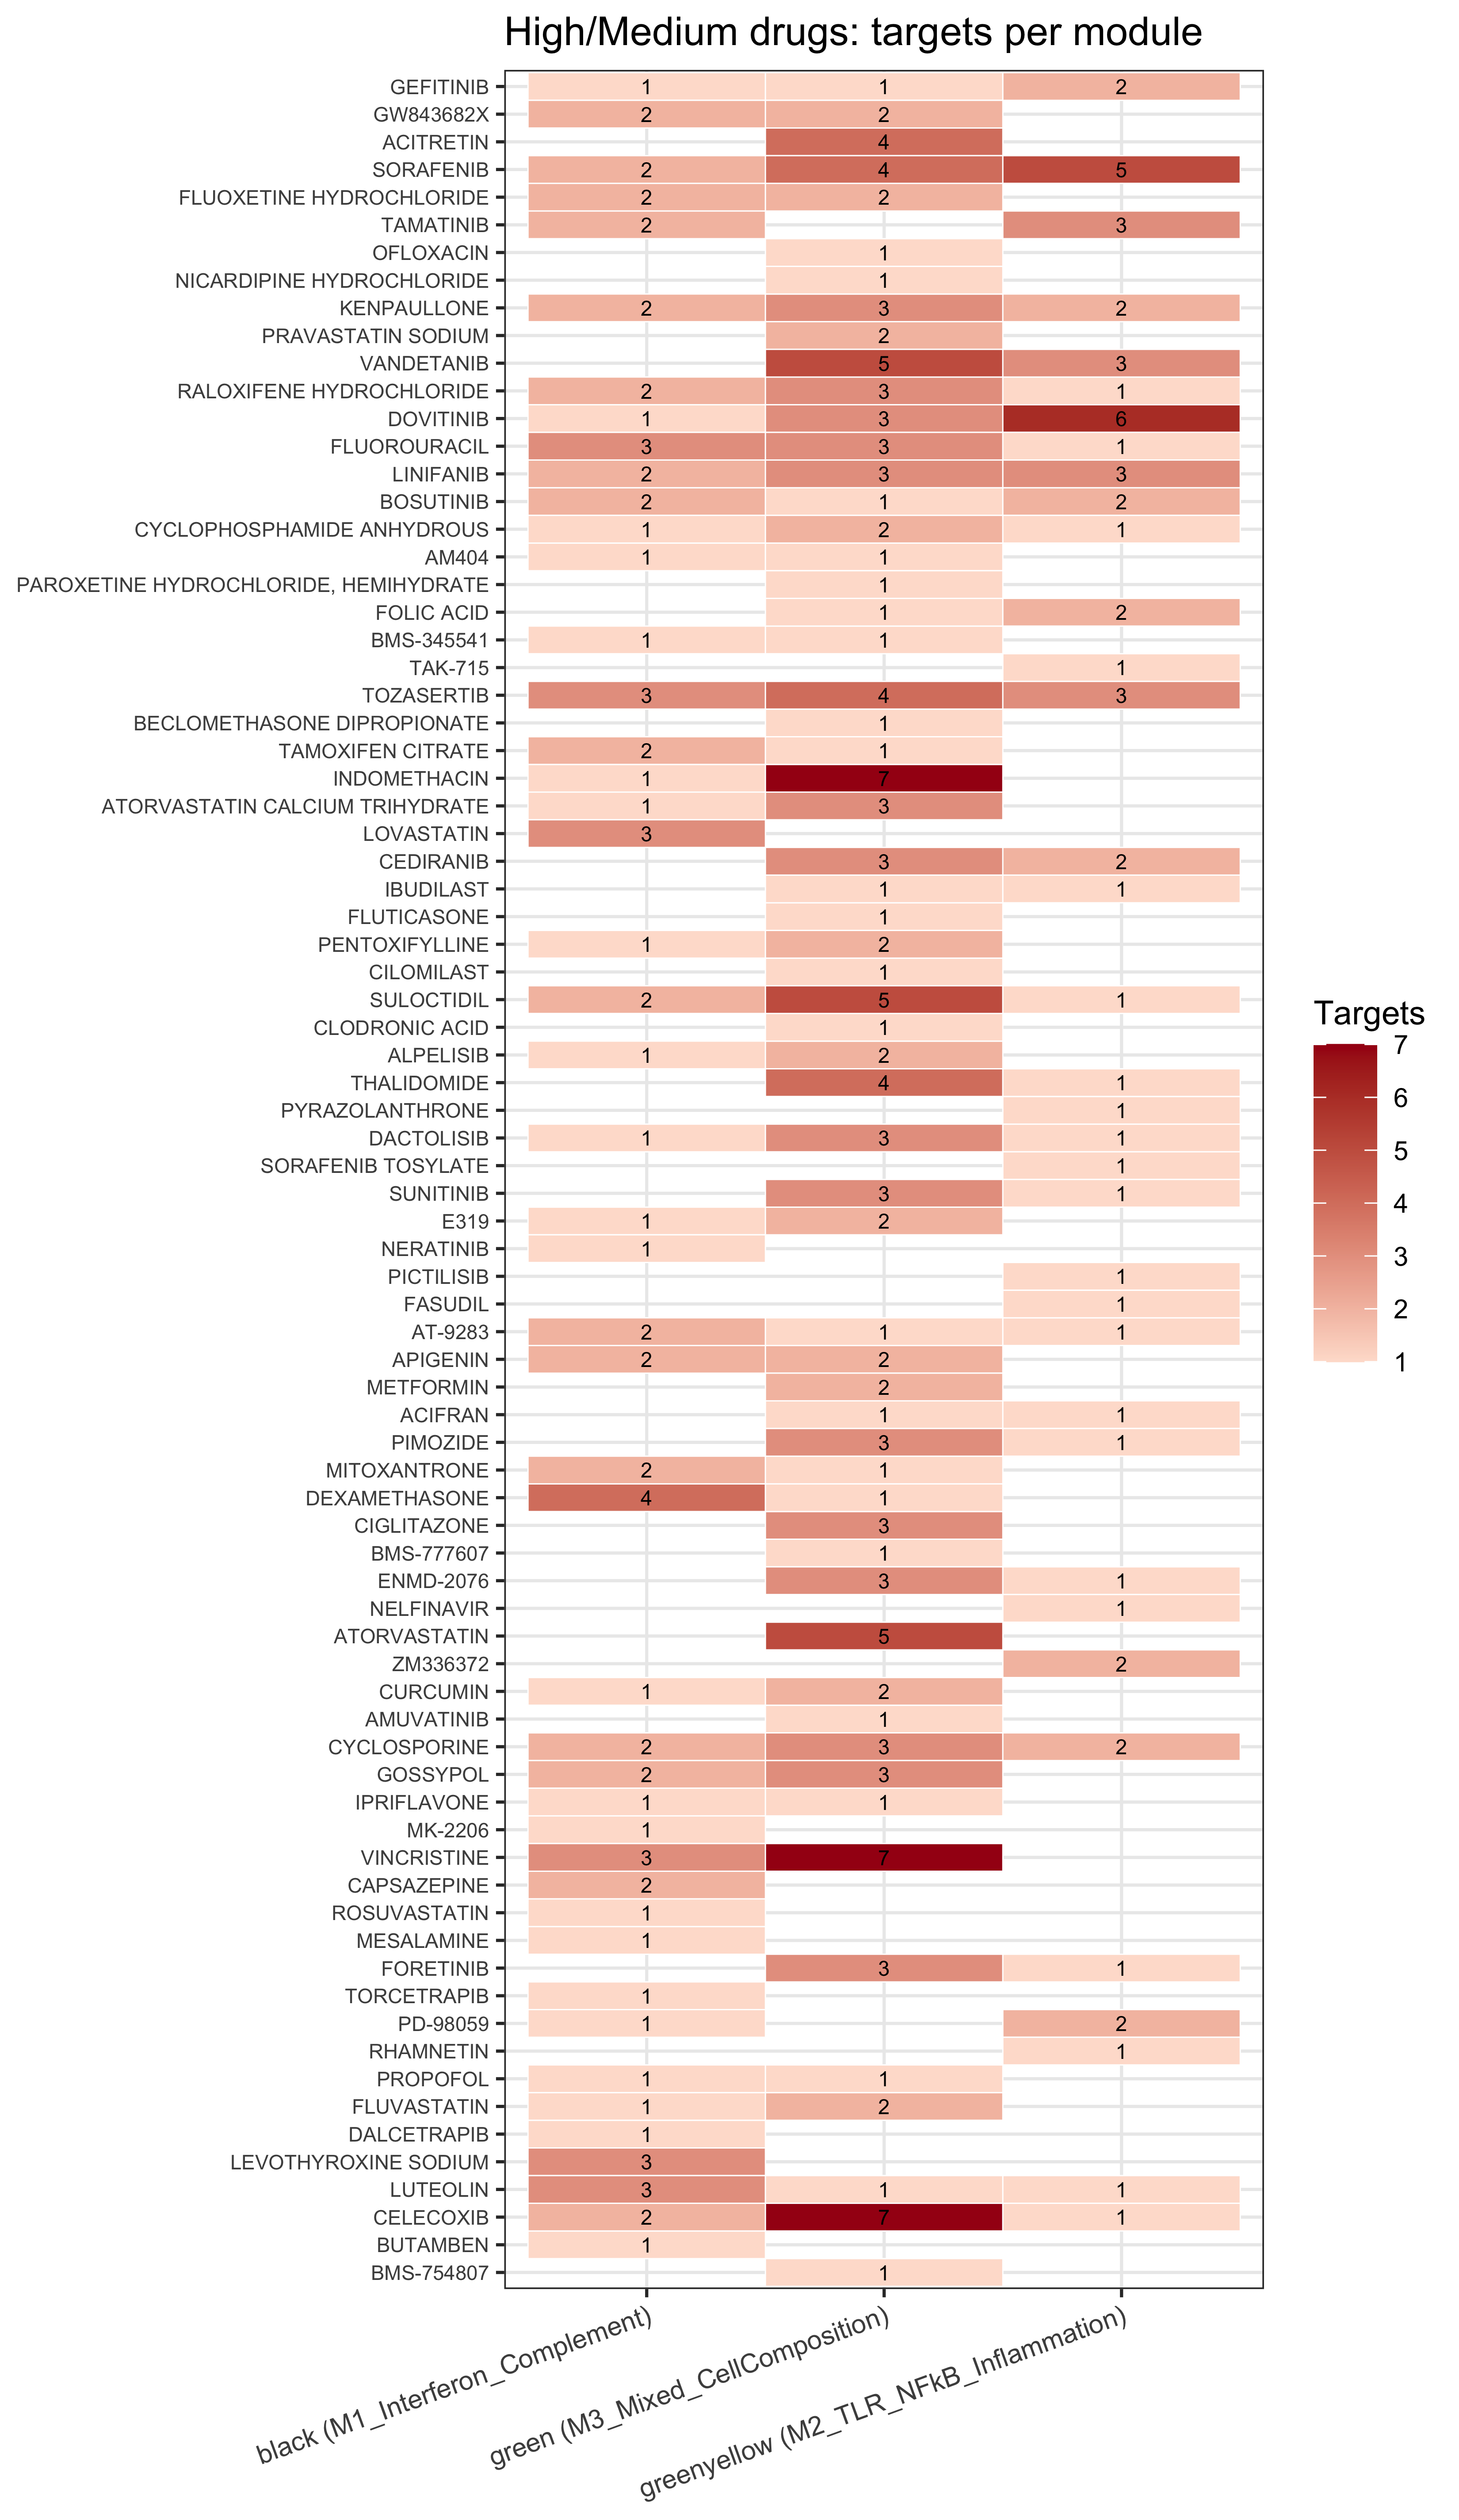 High/Medium drugs: targets per module
GEFITINIB 1 1 2
GW843682X 2 2
ACITRETIN 4
SORAFENIB 2 4 5
FLUOXETINE HYDROCHLORIDE 2 2
TAMATINIB 2 3
OFLOXACIN 1
NICARDIPINE HYDROCHLORIDE 1
KENPAULLONE 2 3 2
PRAVASTATIN SODIUM 2
VANDETANIB 5 3
RALOXIFENE HYDROCHLORIDE 2 3 1
DOVITINIB 1 3 6
FLUOROURACIL 3 3 1
LINIFANIB 2 3 3
BOSUTINIB 2 1 2
CYCLOPHOSPHAMIDE ANHYDROUS 1 2 1
AM404 1 1
PAROXETINE HYDROCHLORIDE, HEMIHYDRATE 1
FOLIC ACID 1 2
BMS-345541 1 1
TAK-715 1
TOZASERTIB 3 4 3
BECLOMETHASONE DIPROPIONATE 1
TAMOXIFEN CITRATE 2 1
INDOMETHACIN 1 7
ATORVASTATIN CALCIUM TRIHYDRATE 1 3
LOVASTATIN 3
CEDIRANIB 3 2
IBUDILAST 1 1
FLUTICASONE 1
PENTOXIFYLLINE 1 2
CILOMILAST 1
SULOCTIDIL 2 5 1
CLODRONIC ACID 1
ALPELISIB 1 2
THALIDOMIDE 4 1
PYRAZOLANTHRONE 1
DACTOLISIB 1 3 1
SORAFENIB TOSYLATE 1
SUNITINIB 3 1
E319 1 2
NERATINIB 1
PICTILISIB 1
FASUDIL 1
AT-9283 2 1 1
APIGENIN 2 2
METFORMIN 2
ACIFRAN 1 1
PIMOZIDE 3 1
MITOXANTRONE 2 1
DEXAMETHASONE 4 1
CIGLITAZONE 3
BMS-777607 1
ENMD-2076 3 1
NELFINAVIR 1
ATORVASTATIN 5
ZM336372 2
CURCUMIN 1 2
AMUVATINIB 1
CYCLOSPORINE 2 3 2
GOSSYPOL 2 3
IPRIFLAVONE 1 1
MK-2206 1
VINCRISTINE 3 7
CAPSAZEPINE 2
ROSUVASTATIN 1
MESALAMINE 1
FORETINIB 3 1
TORCETRAPIB 1
PD-98059 1 2
RHAMNETIN 1
PROPOFOL 1 1
FLUVASTATIN 1 2
DALCETRAPIB 1
LEVOTHYROXINE SODIUM 3
LUTEOLIN 3 1 1
CELECOXIB 2 7 1
BUTAMBEN 1
BMS-754807 1
black (M1_Interferon_Complement)
green (M3_Mixed_CellComposition)
greenyellow (M2_TLR_NFkB_Inflammation)
Targets
7
6
5
4
3
2
1